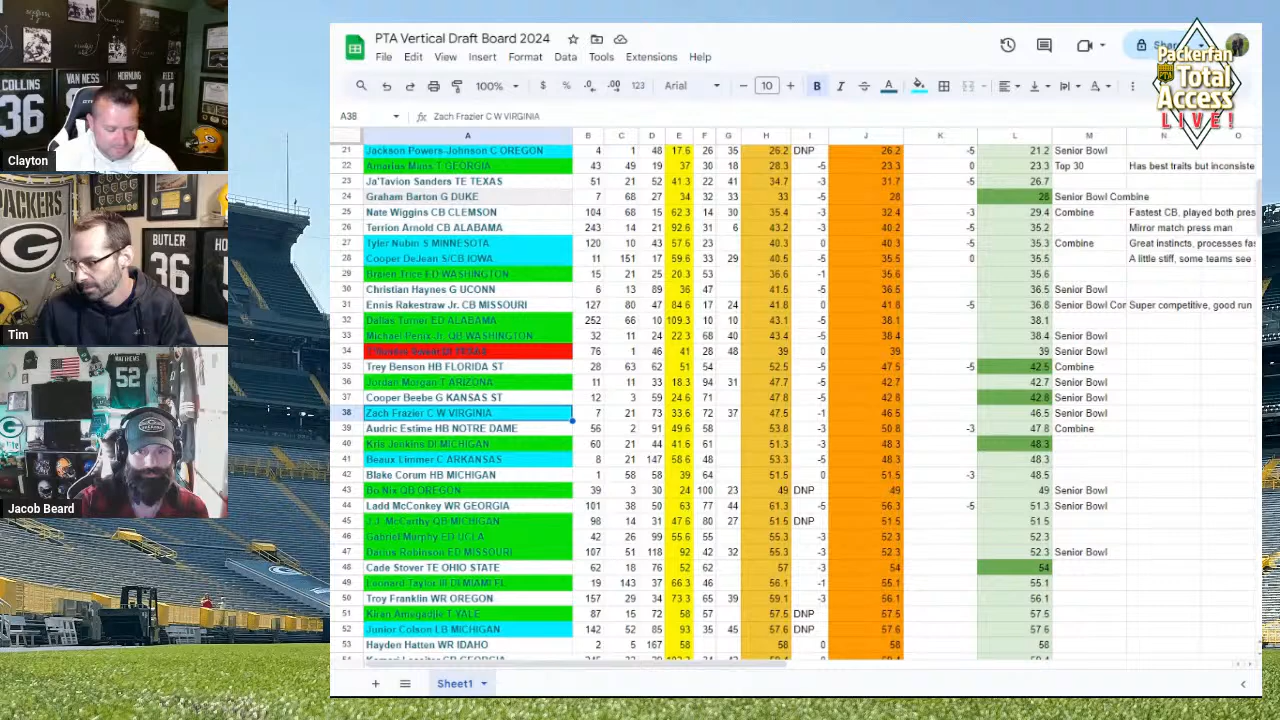 PTA Vertical Draft Board 2024
File Edit View Insert Format Data Tools Extensions Help
100% $ % .0 .00 123 Arial 10 B I A
A38 fx Zach Frazier C W VIRGINIA
A B C D E F G H I J K L M N O
21 Jackson Powers-Johnson C OREGON 4 1 48 17.6 26 35 26.2 DNP 26.2 -5 21.2 Senior Bowl
22 Amarius Mims T GEORGIA 43 49 19 37 30 18 28.3 -5 23.3 0 23.3 Top 30 Has best traits but inconsiste
23 Ja'Tavion Sanders TE TEXAS 51 21 52 41.3 22 41 34.7 -3 31.7 -5 26.7
24 Graham Barton G DUKE 7 68 27 34 32 33 33 -5 28 28 Senior Bowl Combine
25 Nate Wiggins CB CLEMSON 104 68 15 62.3 14 30 35.4 -3 32.4 -3 29.4 Combine Fastest CB, played both pres
26 Terrion Arnold CB ALABAMA 243 14 21 92.6 31 6 43.2 -3 40.2 -5 35.2 Mirror match press man
27 Tyler Nubin S MINNESOTA 120 10 43 57.6 23 40.3 0 40.3 -5 35.3 Combine Great instincts, processes fas
28 Cooper DeJean S/CB IOWA 11 151 17 59.6 33 29 40.5 -5 35.5 0 35.5 A little stiff, some teams see
29 Bralen Trice ED WASHINGTON 15 21 25 20.3 53 36.6 -1 35.6 35.6
30 Christian Haynes G UCONN 6 13 89 36 47 41.5 -5 36.5 36.5 Senior Bowl
31 Ennis Rakestraw Jr. CB MISSOURI 127 80 47 84.6 17 24 41.8 0 41.8 -5 36.8 Senior Bowl Cor Super competitive, good run
32 Dallas Turner ED ALABAMA 252 66 10 109.3 10 10 43.1 -5 38.1 38.1
33 Michael Penix Jr. QB WASHINGTON 32 11 24 22.3 68 40 43.4 -5 38.4 38.4 Senior Bowl
34 T'Vondre Sweat DI TEXAS 76 1 46 41 28 48 39 0 39 39 Senior Bowl
35 Trey Benson HB FLORIDA ST 28 63 62 51 54 52.5 -5 47.5 -5 42.5 Combine
36 Jordan Morgan T ARIZONA 11 11 33 18.3 94 31 47.7 -5 42.7 42.7 Senior Bowl
37 Cooper Beebe G KANSAS ST 12 3 59 24.6 71 47.8 -5 42.8 42.8 Senior Bowl
38 Zach Frazier C W VIRGINIA 7 21 73 33.6 72 37 47.5 -1 46.5 46.5 Senior Bowl
39 Audric Estime HB NOTRE DAME 56 2 91 49.6 58 53.8 -3 50.8 -3 47.8 Combine
40 Kris Jenkins DI MICHIGAN 60 21 44 41.6 61 51.3 -3 48.3 48.3
41 Beaux Limmer C ARKANSAS 8 21 147 58.6 48 53.3 -5 48.3 48.3
42 Blake Corum HB MICHIGAN 1 58 58 39 64 51.5 0 51.5 -3 48.5
43 Bo Nix QB OREGON 39 3 30 24 100 23 49 DNP 49 49 Senior Bowl
44 Ladd McConkey WR GEORGIA 101 38 50 63 77 44 61.3 -5 56.3 -5 51.3 Senior Bowl
45 J.J. McCarthy QB MICHIGAN 98 14 31 47.6 80 27 51.5 DNP 51.5 51.5
46 Gabriel Murphy ED UCLA 42 26 99 55.6 55 55.3 -3 52.3 52.3
47 Darius Robinson ED MISSOURI 107 51 118 92 42 32 55.3 -3 52.3 52.3 Senior Bowl
48 Cade Stover TE OHIO STATE 62 18 76 52 62 57 -3 54 54
49 Leonard Taylor III DI MIAMI FL 19 143 37 66.3 46 56.1 -1 55.1 55.1
50 Troy Franklin WR OREGON 157 29 34 73.3 65 39 59.1 -3 56.1 56.1
51 Kiran Amegadjie T YALE 87 15 72 58 57 57.5 DNP 57.5 57.5
52 Junior Colson LB MICHIGAN 142 52 85 93 35 45 57.6 DNP 57.6 57.6
53 Hayden Hatten WR IDAHO 2 5 167 58 58 0 58 58
Sheet1
Packerfan
Total
Access
LIVE!
COLLINS
36
VAN NESS
90
HORNUNG
5
REED
11
Clayton
PACKERS
G
BUTLER
36
Tim
MATHEWS
52
Jacob Beard